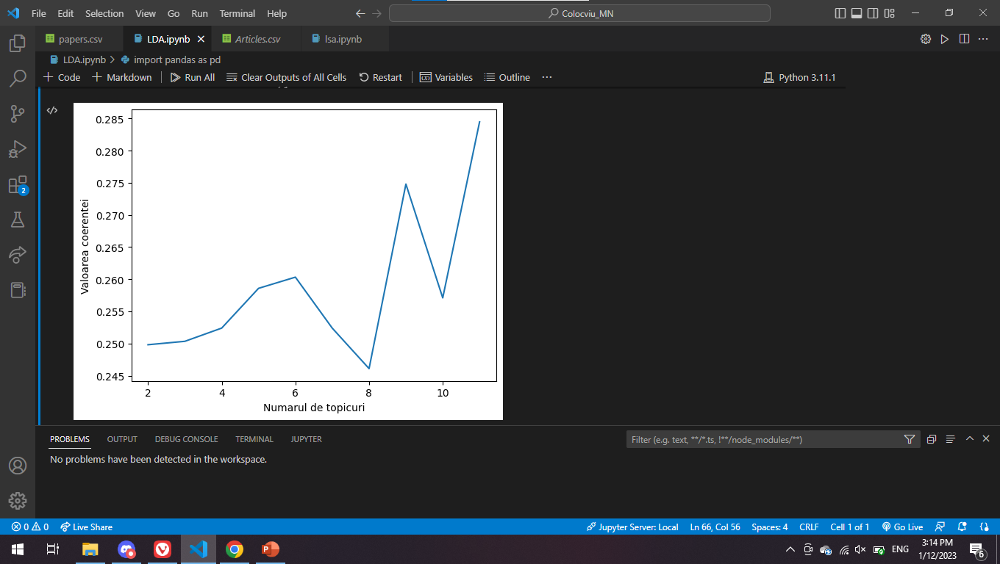 File Edit Selection View Go Run Terminal Help
Colocviu_MN
papers.csv LDA.ipynb Articles.csv lsa.ipynb
LDA.ipynb > import pandas as pd
Code Markdown Run All Clear Outputs of All Cells Restart Variables Outline ... Python 3.11.1
0.285
0.280
0.275
0.270
0.265
0.260
0.255
0.250
0.245
Valoarea coerentei
2 4 6 8 10
Numarul de topicuri
2
PROBLEMS OUTPUT DEBUG CONSOLE TERMINAL JUPYTER
Filter (e.g. text, **/*.ts, !**/node_modules/**)
No problems have been detected in the workspace.
0 0 Live Share Jupyter Server: Local Ln 66, Col 56 Spaces: 4 CRLF Cell 1 of 1 Go Live
ENG
3:14 PM
1/12/2023
6